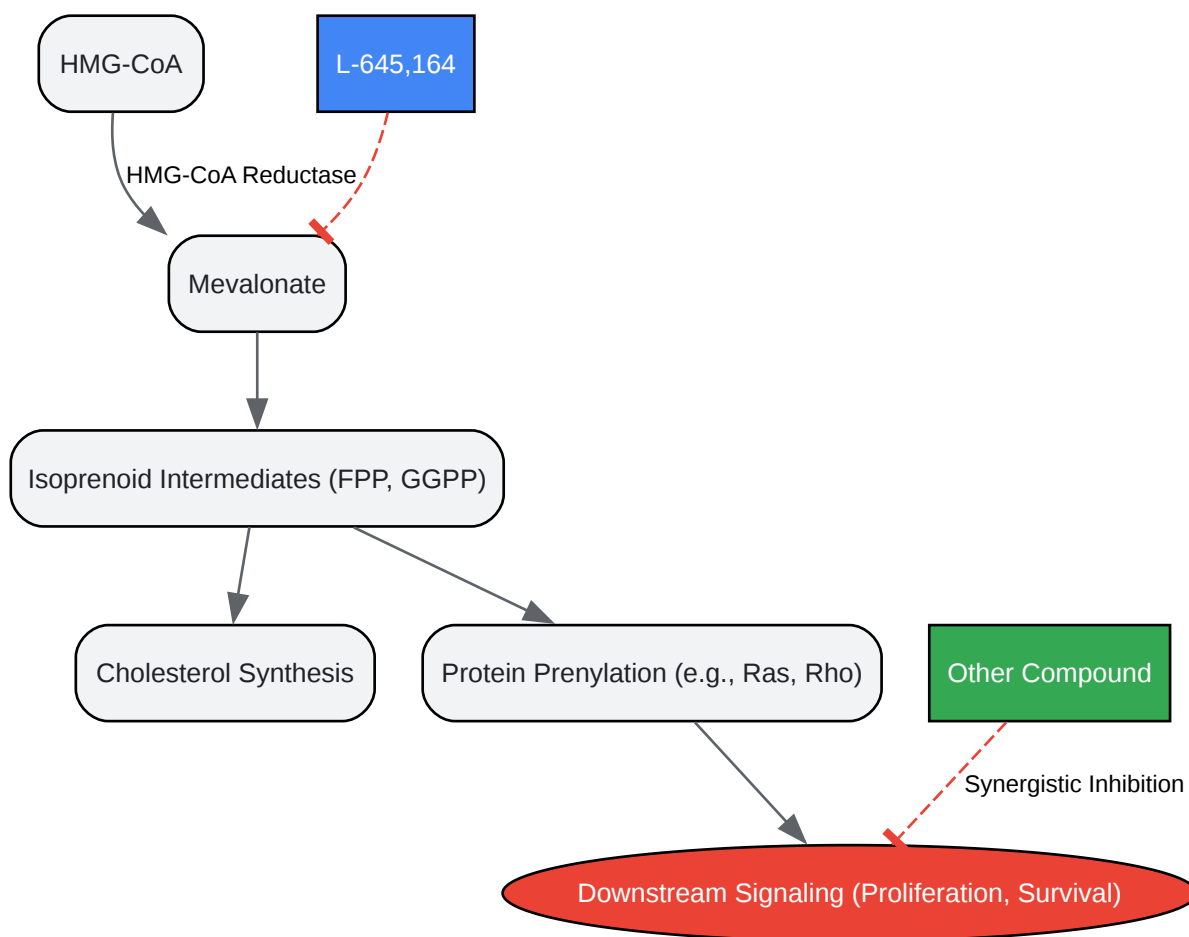 HMG-CoA
L-645,164
HMG-CoA Reductase
Mevalonate
Isoprenoid Intermediates (FPP, GGPP)
Cholesterol Synthesis
Protein Prenylation (e.g., Ras, Rho)
Other Compound
Synergistic Inhibition
Downstream Signaling (Proliferation, Survival)